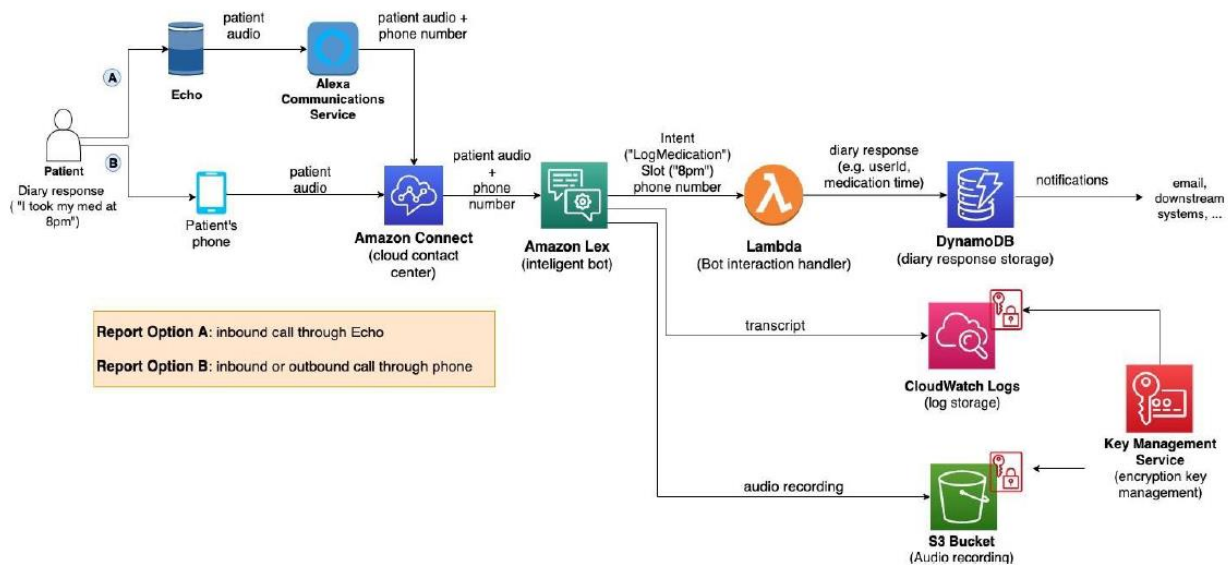 patient
audio
patient audio +
phone number
A
Echo
Alexa
Communications
Service
B
Patient
Diary response
( "I took my med at
8pm")
Patient's
phone
patient
audio
Amazon Connect
(cloud contact
center)
patient audio
+
phone
number
Amazon Lex
(inteligent bot)
Intent
("LogMedication")
Slot ("8pm")
phone number
Lambda
(Bot interaction handler)
diary response
(e.g. userId,
medication time)
DynamoDB
(diary response storage)
notifications
email,
downstream
systems, ...
Report Option A: inbound call through Echo
Report Option B: inbound or outbound call through phone
transcript
CloudWatch Logs
(log storage)
Key Management
Service
(encryption key
management)
audio recording
S3 Bucket
(Audio recording)